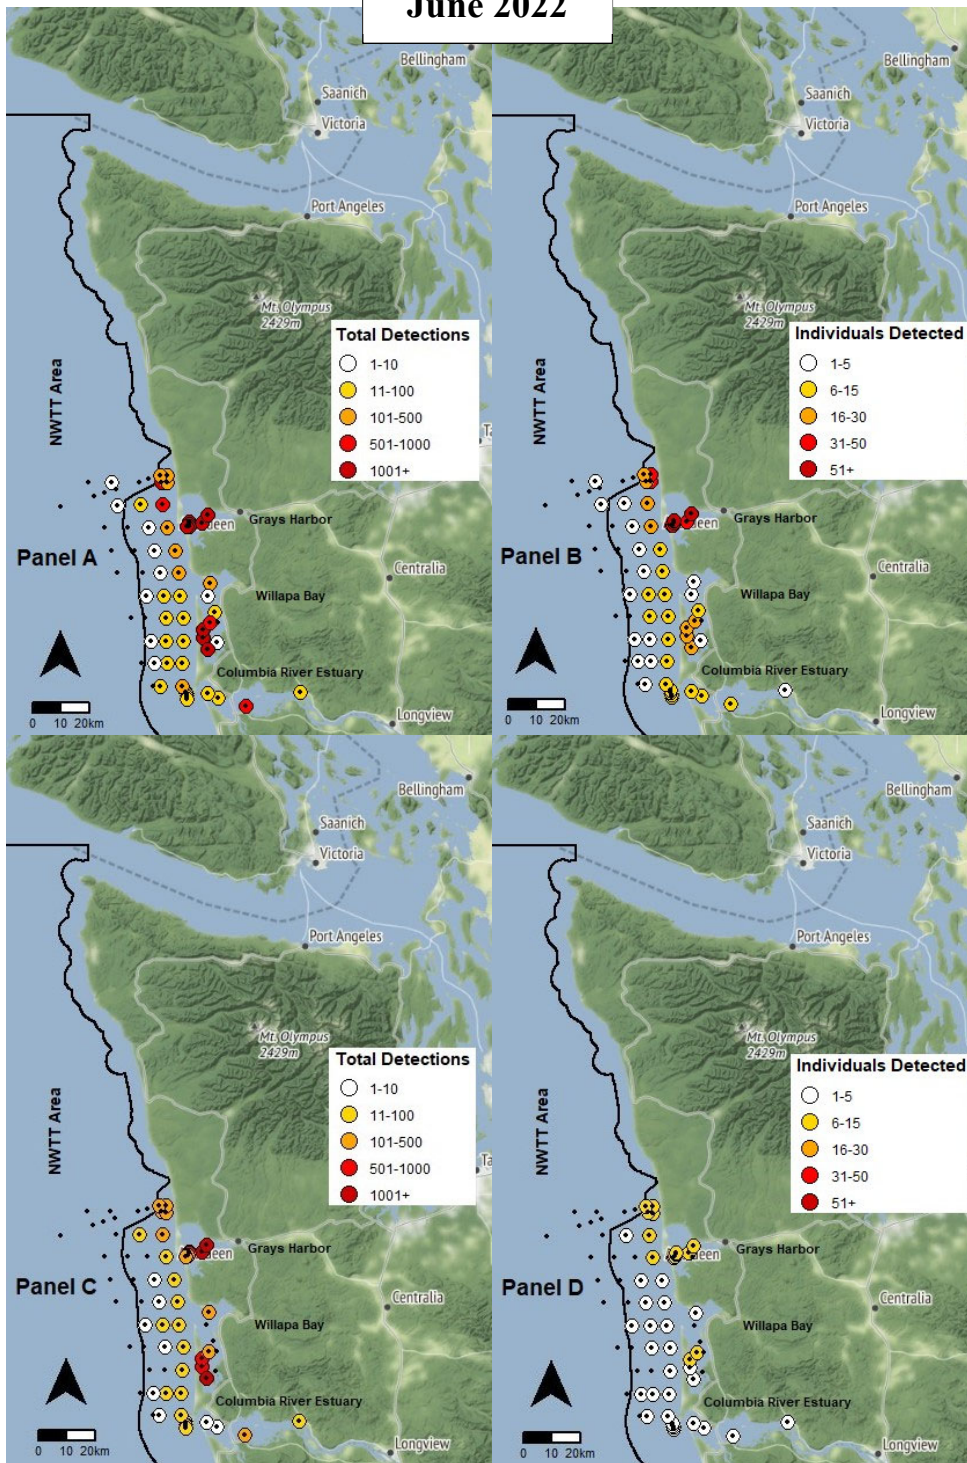 June 2022
Bellingham
Saanich
Victoria
Port Angeles
Mt. Olympus
2429m
NWTT Area
Total Detections
1-10
11-100
101-500
501-1000
1001+
Grays Harbor
Panel A
Centralia
Willapa Bay
Columbia River Estuary
Longview
0 10 20km
Bellingham
Saanich
Victoria
Port Angeles
Mt. Olympus
2429m
NWTT Area
Individuals Detected
1-5
6-15
16-30
31-50
51+
Grays Harbor
Panel B
Centralia
Willapa Bay
Columbia River Estuary
Longview
0 10 20km
Bellingham
Saanich
Victoria
Port Angeles
Mt. Olympus
2429m
NWTT Area
Total Detections
1-10
11-100
101-500
501-1000
1001+
Grays Harbor
Panel C
Centralia
Willapa Bay
Columbia River Estuary
Longview
0 10 20km
Bellingham
Saanich
Victoria
Port Angeles
Mt. Olympus
2429m
NWTT Area
Individuals Detected
1-5
6-15
16-30
31-50
51+
Grays Harbor
Panel D
Centralia
Willapa Bay
Columbia River Estuary
Longview
0 10 20km